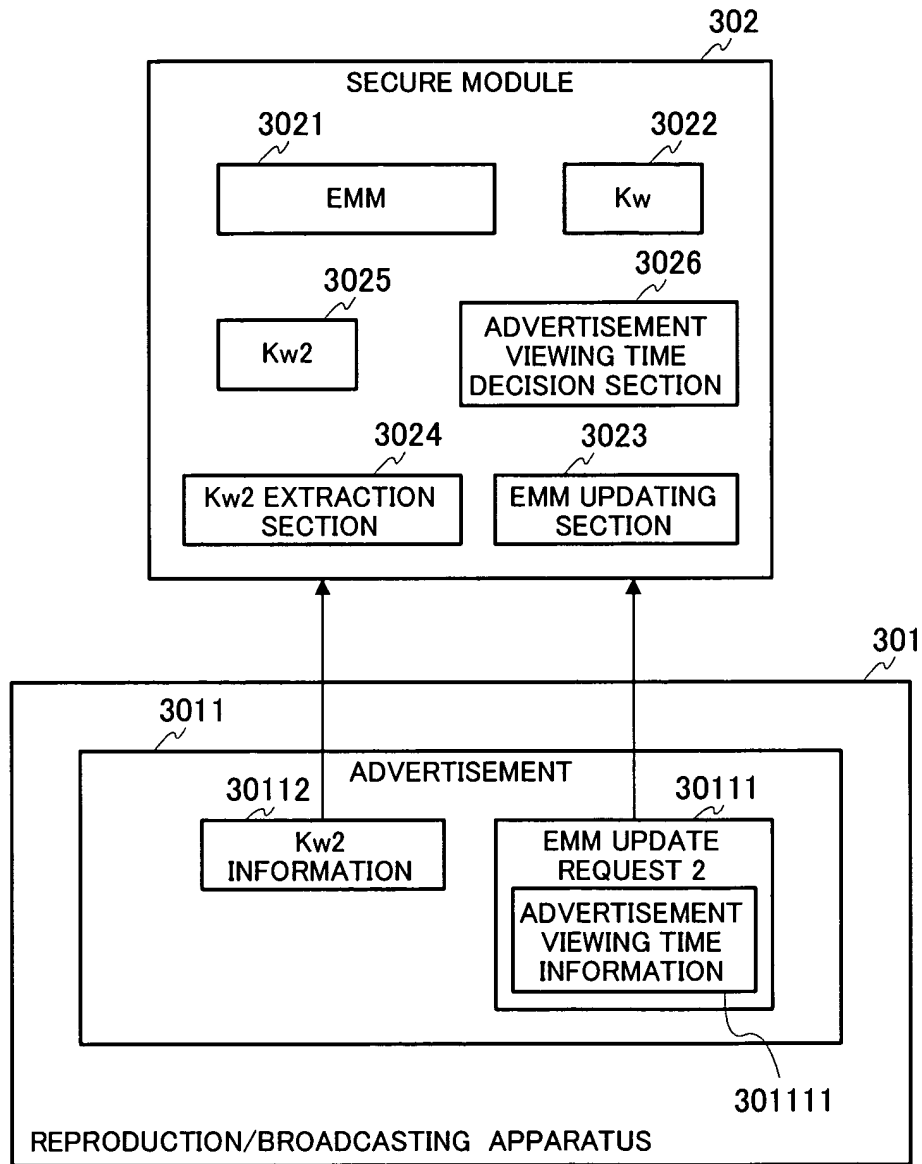 302
SECURE MODULE
3021
3022
EMM
Kw
3025
3026
Kw2
ADVERTISEMENT
VIEWING TIME
DECISION SECTION
3024
3023
Kw2 EXTRACTION
SECTION
EMM UPDATING
SECTION
301
3011
ADVERTISEMENT
30112
30111
Kw2
INFORMATION
EMM UPDATE
REQUEST 2
ADVERTISEMENT
VIEWING TIME
INFORMATION
301111
REPRODUCTION/BROADCASTING APPARATUS